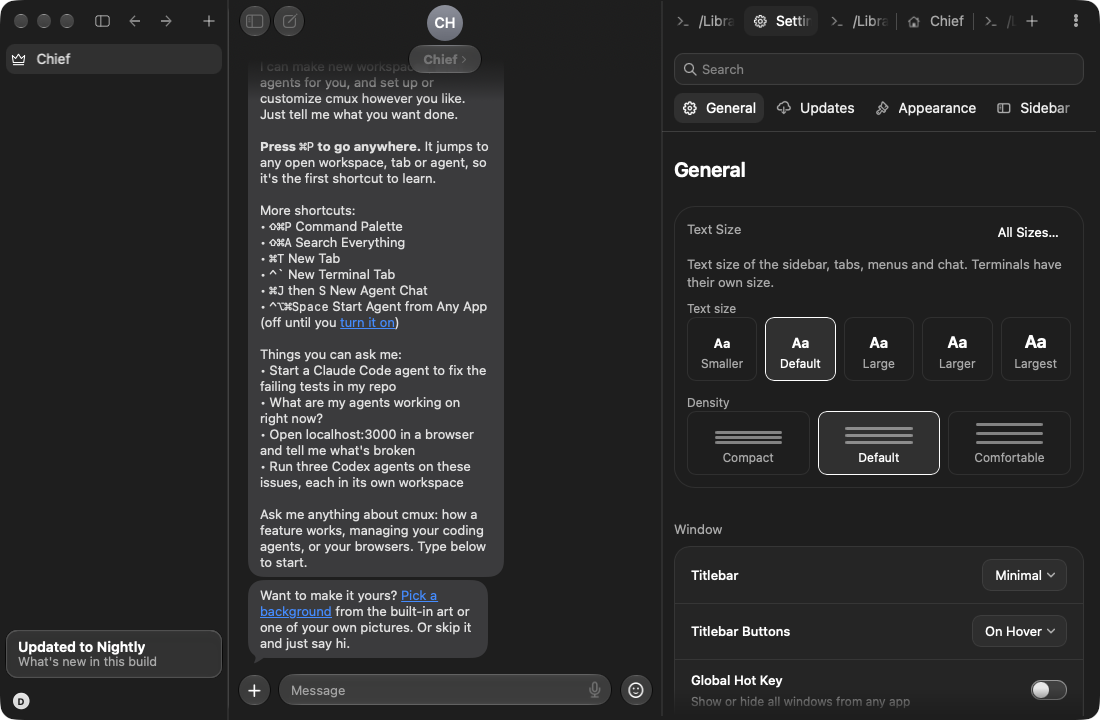 Chief
Updated to Nightly
What's new in this build
D
CH
Chief ›
I can make new workspac
agents for you, and set up or
customize cmux however you like.
Just tell me what you want done.
Press ⌘P to go anywhere. It jumps to
any open workspace, tab or agent, so
it's the first shortcut to learn.
More shortcuts:
• ⇧⌘P Command Palette
• ⇧⌘A Search Everything
• ⌘T New Tab
• ^` New Terminal Tab
• ⌘J then S New Agent Chat
• ^⌥⌘Space Start Agent from Any App
(off until you turn it on)
Things you can ask me:
• Start a Claude Code agent to fix the
failing tests in my repo
• What are my agents working on
right now?
• Open localhost:3000 in a browser
and tell me what's broken
• Run three Codex agents on these
issues, each in its own workspace
Ask me anything about cmux: how a
feature works, managing your coding
agents, or your browsers. Type below
to start.
Want to make it yours? Pick a
background from the built-in art or
one of your own pictures. Or skip it
and just say hi.
Message
/Libra Settin /Libra Chief
Search
General Updates Appearance Sidebar
General
Text Size All Sizes...
Text size of the sidebar, tabs, menus and chat. Terminals have
their own size.
Text size
Aa Aa Aa Aa Aa
Smaller Default Large Larger Largest
Density
Compact Default Comfortable
Window
Titlebar Minimal
Titlebar Buttons On Hover
Global Hot Key
Show or hide all windows from any app